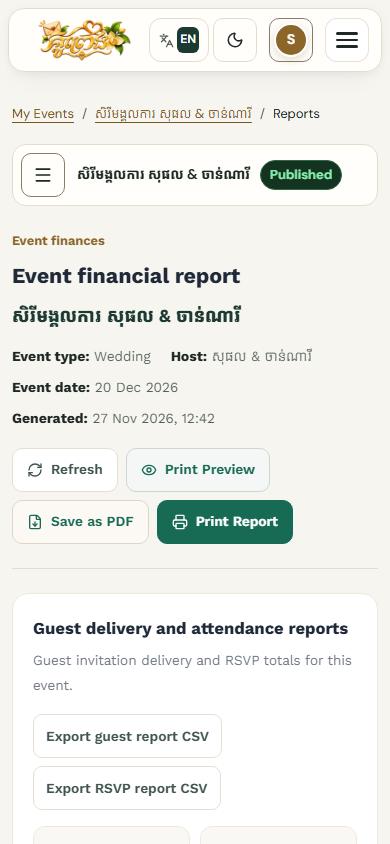 EN
S
My Events / សិរីមង្គលការ សុផល & ចាន់ណារី / Reports
សិរីមង្គលការ សុផល & ចាន់ណារី Published
Event finances
Event financial report
សិរីមង្គលការ សុផល & ចាន់ណារី
Event type: Wedding Host: សុផល & ចាន់ណារី
Event date: 20 Dec 2026
Generated: 27 Nov 2026, 12:42
Refresh Print Preview
Save as PDF Print Report
Guest delivery and attendance reports
Guest invitation delivery and RSVP totals for this
event.
Export guest report CSV
Export RSVP report CSV